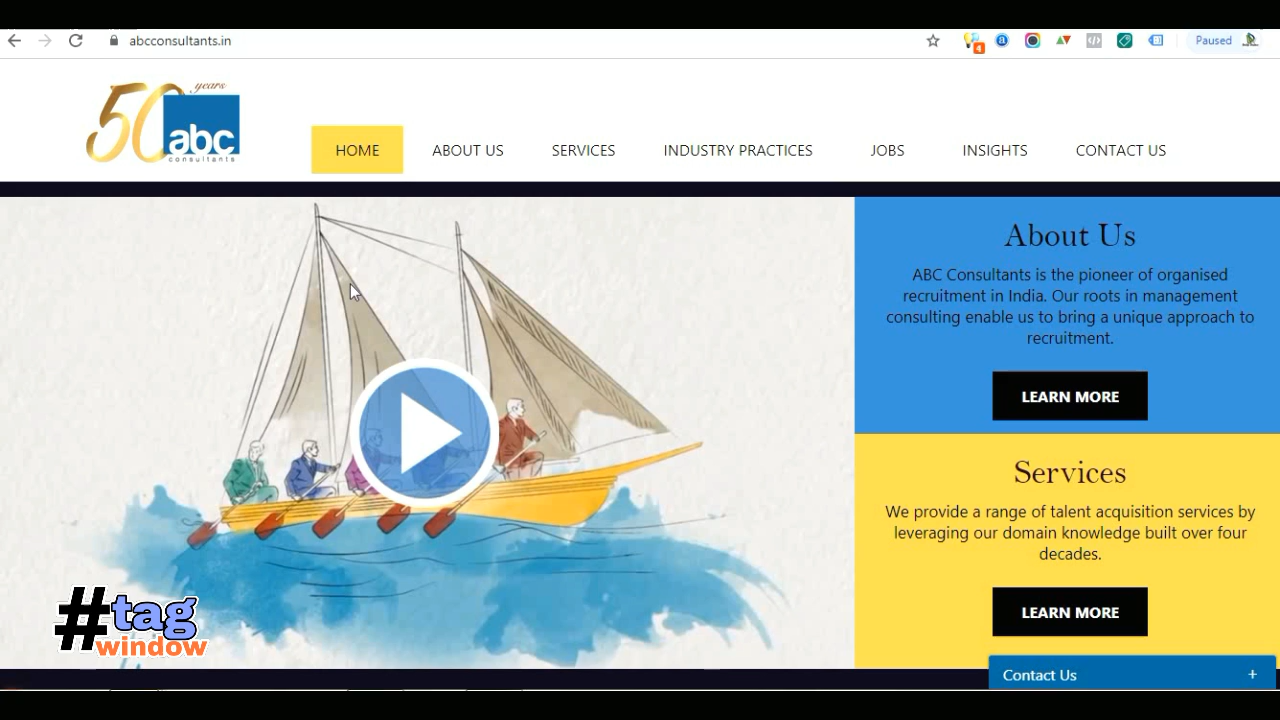 abcconsultants.in
4
Paused
50 years
abc
consultants
HOME
ABOUT US
SERVICES
INDUSTRY PRACTICES
JOBS
INSIGHTS
CONTACT US
About Us
ABC Consultants is the pioneer of organised
recruitment in India. Our roots in management
consulting enable us to bring a unique approach to
recruitment.
LEARN MORE
Services
We provide a range of talent acquisition services by
leveraging our domain knowledge built over four
decades.
LEARN MORE
#tag
window
Contact Us +